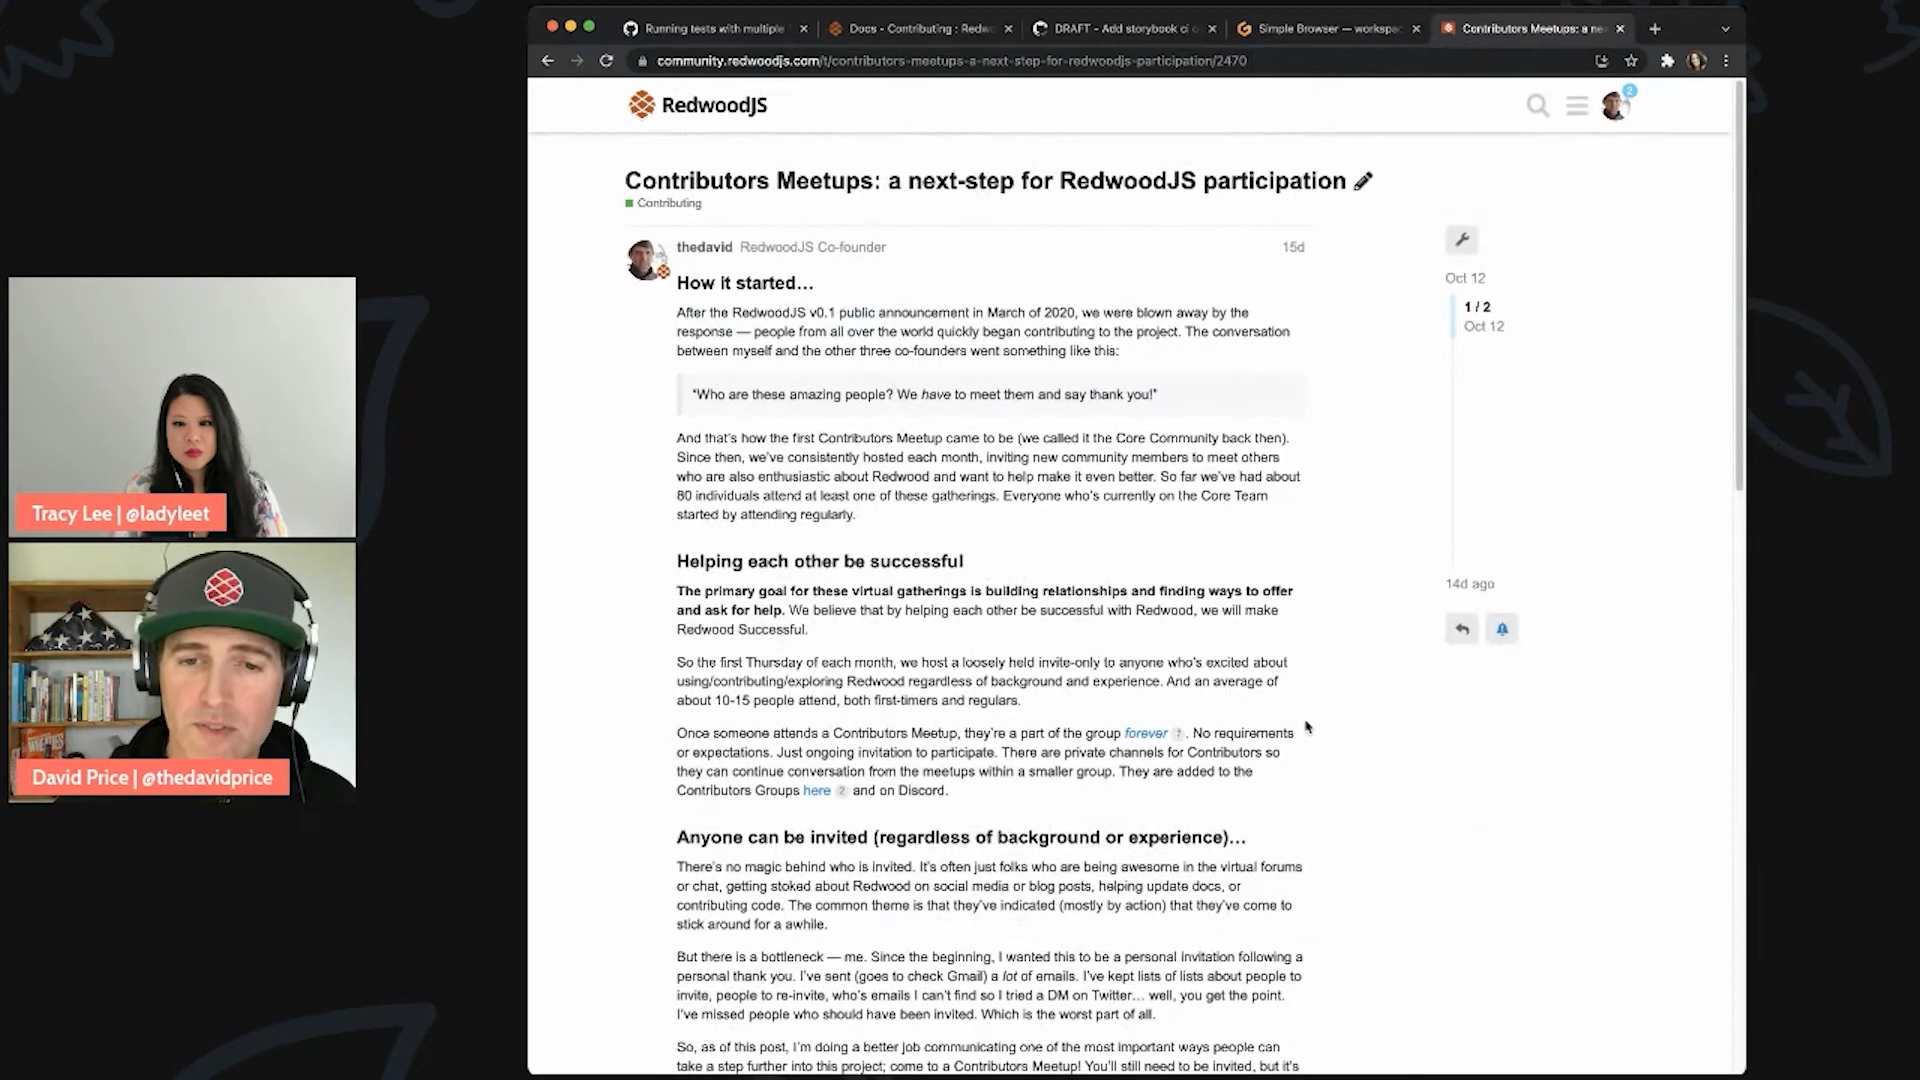 Running tests with multiple
Docs - Contributing : Redw
DRAFT - Add storybook ci o
Simple Browser — workspa
Contributors Meetups: a ne
community.redwoodjs.com/t/contributors-meetups-a-next-step-for-redwoodjs-participation/2470
RedwoodJS
2
Contributors Meetups: a next-step for RedwoodJS participation
Contributing
thedavid RedwoodJS Co-founder 15d
How it started…
After the RedwoodJS v0.1 public announcement in March of 2020, we were blown away by the
response — people from all over the world quickly began contributing to the project. The conversation
between myself and the other three co-founders went something like this:
"Who are these amazing people? We have to meet them and say thank you!"
And that's how the first Contributors Meetup came to be (we called it the Core Community back then).
Since then, we've consistently hosted each month, inviting new community members to meet others
who are also enthusiastic about Redwood and want to help make it even better. So far we've had about
80 individuals attend at least one of these gatherings. Everyone who's currently on the Core Team
started by attending regularly.
Helping each other be successful
The primary goal for these virtual gatherings is building relationships and finding ways to offer
and ask for help. We believe that by helping each other be successful with Redwood, we will make
Redwood Successful.
So the first Thursday of each month, we host a loosely held invite-only to anyone who's excited about
using/contributing/exploring Redwood regardless of background and experience. And an average of
about 10-15 people attend, both first-timers and regulars.
Once someone attends a Contributors Meetup, they're a part of the group forever . No requirements
or expectations. Just ongoing invitation to participate. There are private channels for Contributors so
they can continue conversation from the meetups within a smaller group. They are added to the
Contributors Groups here 2 and on Discord.
Anyone can be invited (regardless of background or experience)…
There's no magic behind who is invited. It's often just folks who are being awesome in the virtual forums
or chat, getting stoked about Redwood on social media or blog posts, helping update docs, or
contributing code. The common theme is that they've indicated (mostly by action) that they've come to
stick around for a awhile.
But there is a bottleneck — me. Since the beginning, I wanted this to be a personal invitation following a
personal thank you. I've sent (goes to check Gmail) a lot of emails. I've kept lists of lists about people to
invite, people to re-invite, who's emails I can't find so I tried a DM on Twitter… well, you get the point.
I've missed people who should have been invited. Which is the worst part of all.
So, as of this post, I'm doing a better job communicating one of the most important ways people can
take a step further into this project; come to a Contributors Meetup! You'll still need to be invited, but it's
Oct 12
1 / 2
Oct 12
14d ago
Tracy Lee | @ladyleet
WHEATIES
David Price | @thedavidprice